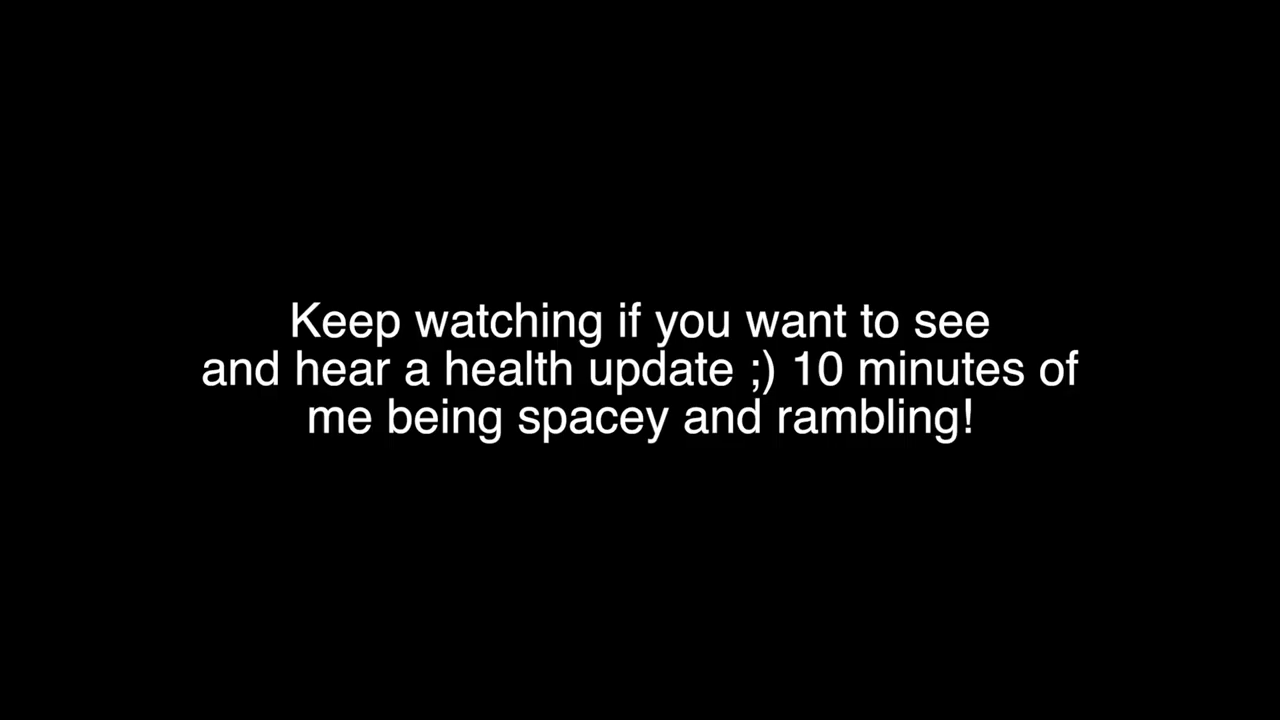 Keep watching if you want to see
and hear a health update ;) 10 minutes of
me being spacey and rambling!